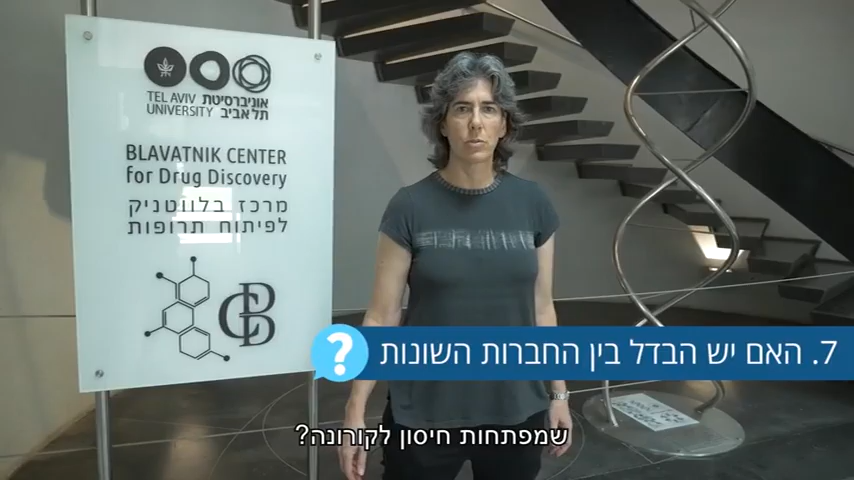 TEL AVIV אוניברסיטת
UNIVERSITY תל אביב
BLAVATNIK CENTER
for Drug Discovery
מרכז בלווטניק
לפיתוח תרופות
7. האם יש הבדל בין החברות השונות
שמפתחות חיסון לקורונה?